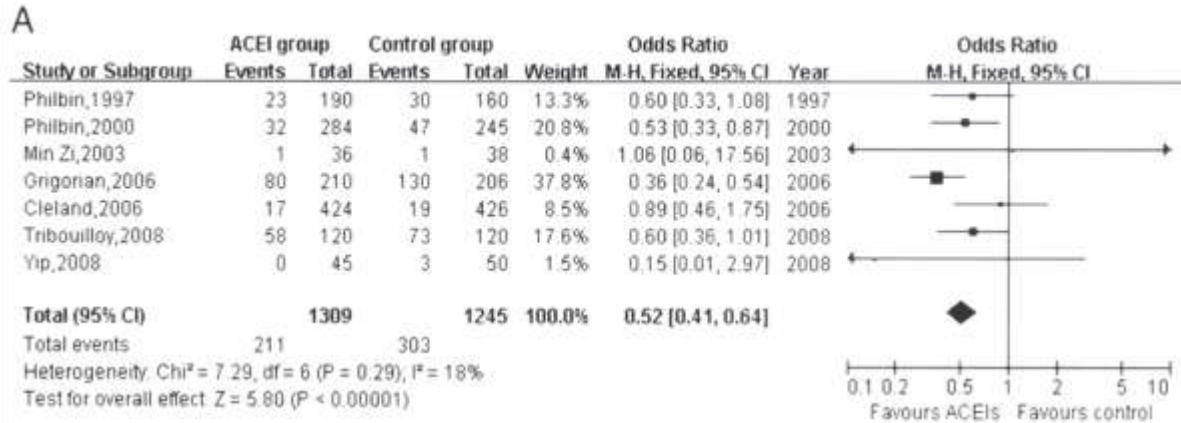 A
ACEI group Control group Odds Ratio Odds Ratio
Study or Subgroup Events Total Events Total Weight M-H, Fixed, 95% CI Year M-H, Fixed, 95% CI
Philbin,1997 23 190 30 160 13.3% 0.60 [0.33, 1.08] 1997
Philbin,2000 32 284 47 245 20.8% 0.53 [0.33, 0.87] 2000
Min Zi,2003 1 36 1 38 0.4% 1.06 [0.06, 17.56] 2003
Grigorian,2006 80 210 130 206 37.8% 0.36 [0.24, 0.54] 2006
Cleland,2006 17 424 19 426 8.5% 0.89 [0.46, 1.75] 2006
Tribouilloy,2008 58 120 73 120 17.6% 0.60 [0.36, 1.01] 2008
Yip,2008 0 45 3 50 1.5% 0.15 [0.01, 2.97] 2008
Total (95% CI) 1309 1245 100.0% 0.52 [0.41, 0.64]
Total events 211 303
Heterogeneity: Chi² = 7.29, df = 6 (P = 0.29); I² = 18%
Test for overall effect: Z = 5.80 (P < 0.00001)
0.1 0.2 0.5 1 2 5 10
Favours ACEIs Favours control